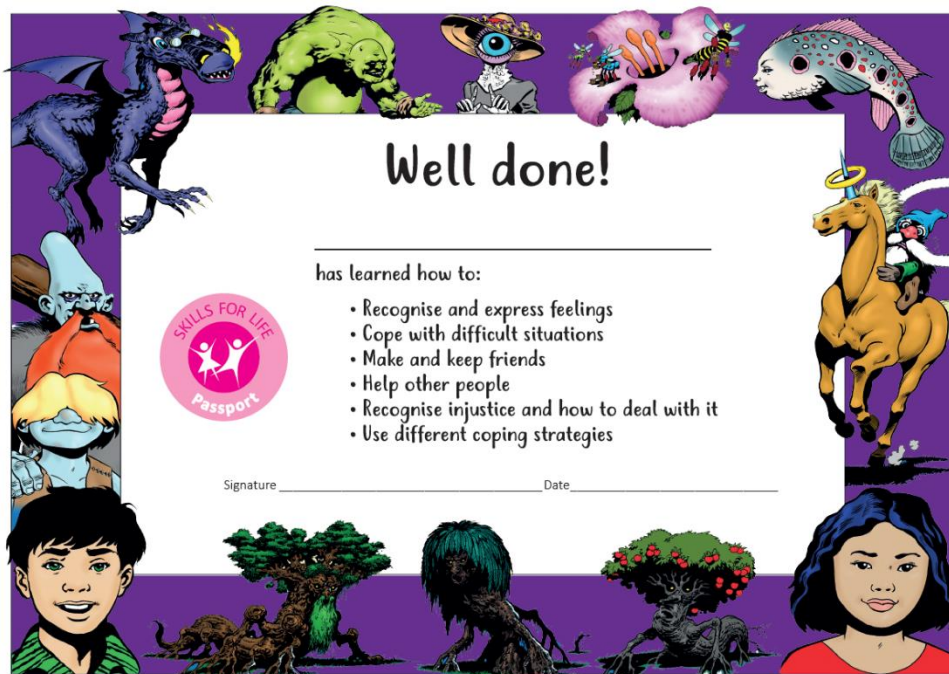 Well done!
has learned how to:
• Recognise and express feelings
• Cope with difficult situations
• Make and keep friends
• Help other people
• Recognise injustice and how to deal with it
• Use different coping strategies
SKILLS FOR LIFE
Passport
Signature Date